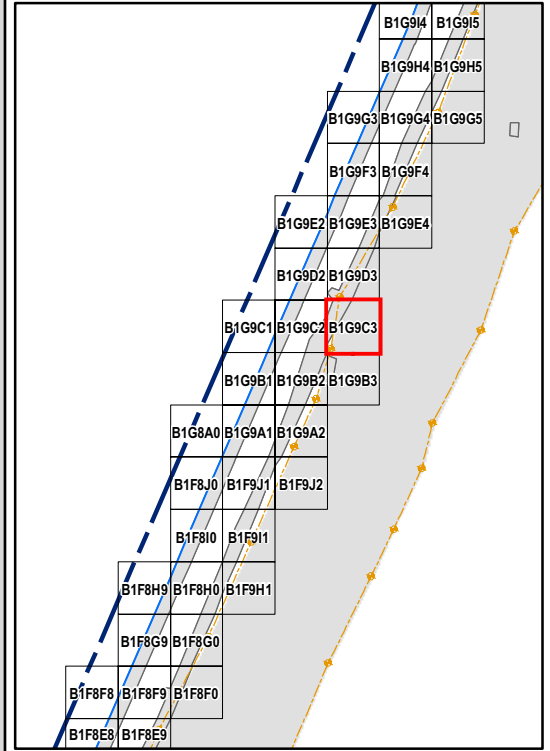 B1G9I4 B1G9I5
B1G9H4 B1G9H5
B1G9G3 B1G9G4 B1G9G5
B1G9F3 B1G9F4
B1G9E2 B1G9E3 B1G9E4
B1G9D2 B1G9D3
B1G9C1 B1G9C2 B1G9C3
B1G9B1 B1G9B2 B1G9B3
B1G8A0 B1G9A1 B1G9A2
B1F8J0 B1F9J1 B1F9J2
B1F8I0 B1F9I1
B1F8H9 B1F8H0 B1F9H1
B1F8G9 B1F8G0
B1F8F8 B1F8F9 B1F8F0
B1F8E8 B1F8E9